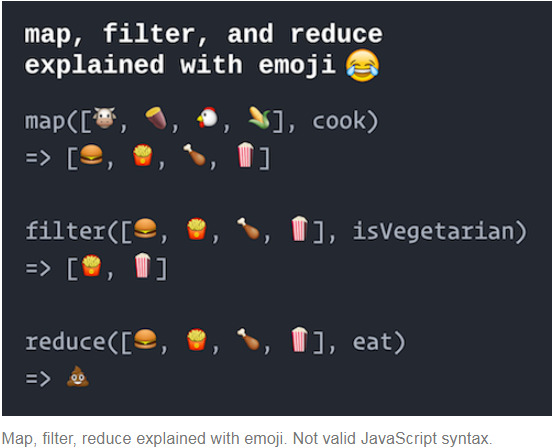 map, filter, and reduce
explained with emoji 😂
map([🐮, 🍠, 🐔, 🌽], cook)
=> [🍔, 🍟, 🍗, 🍿]
filter([🍔, 🍟, 🍗, 🍿], isVegetarian)
=> [🍟, 🍿]
reduce([🍔, 🍟, 🍗, 🍿], eat)
=> 💩
Map, filter, reduce explained with emoji. Not valid JavaScript syntax.